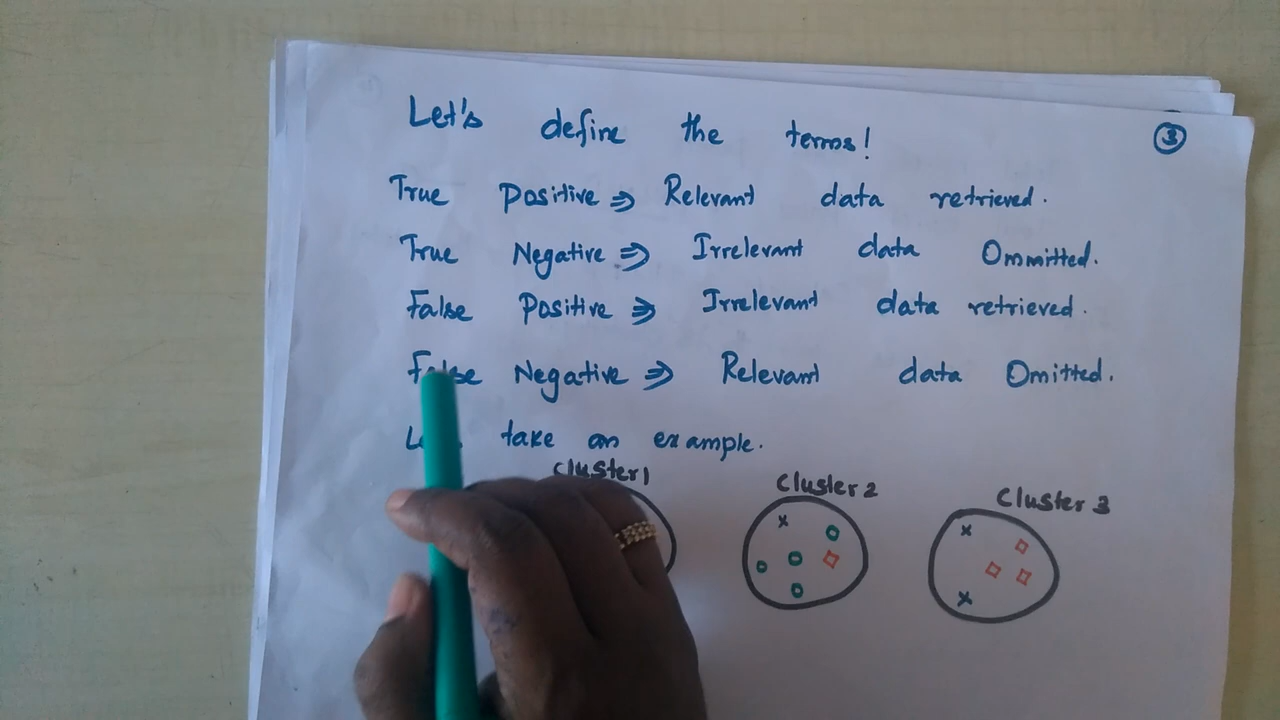 Let's define the terms!
3
True Positive ⇒ Relevant data retrieved.
True Negative ⇒ Irrelevant data Ommitted.
False Positive ⇒ Irrelevant data retrieved.
False Negative ⇒ Relevant data Omitted.
take an example.
Cluster 1
Cluster 2
Cluster 3